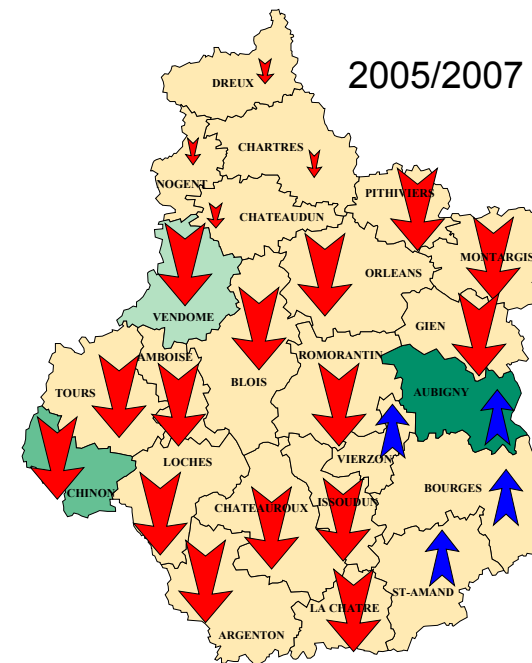 2005/2007
DREUX
CHARTRES
NOGENT
PITHIVIERS
CHATEAUDUN
MONTARGIS
ORLEANS
VENDOME
GIEN
AMBOISE
ROMORANTIN
BLOIS
TOURS
AUBIGNY
LOCHES
VIERZON
CHINON
BOURGES
CHATEAUROUX
ISSOUDUN
ST-AMAND
LA CHATRE
ARGENTON